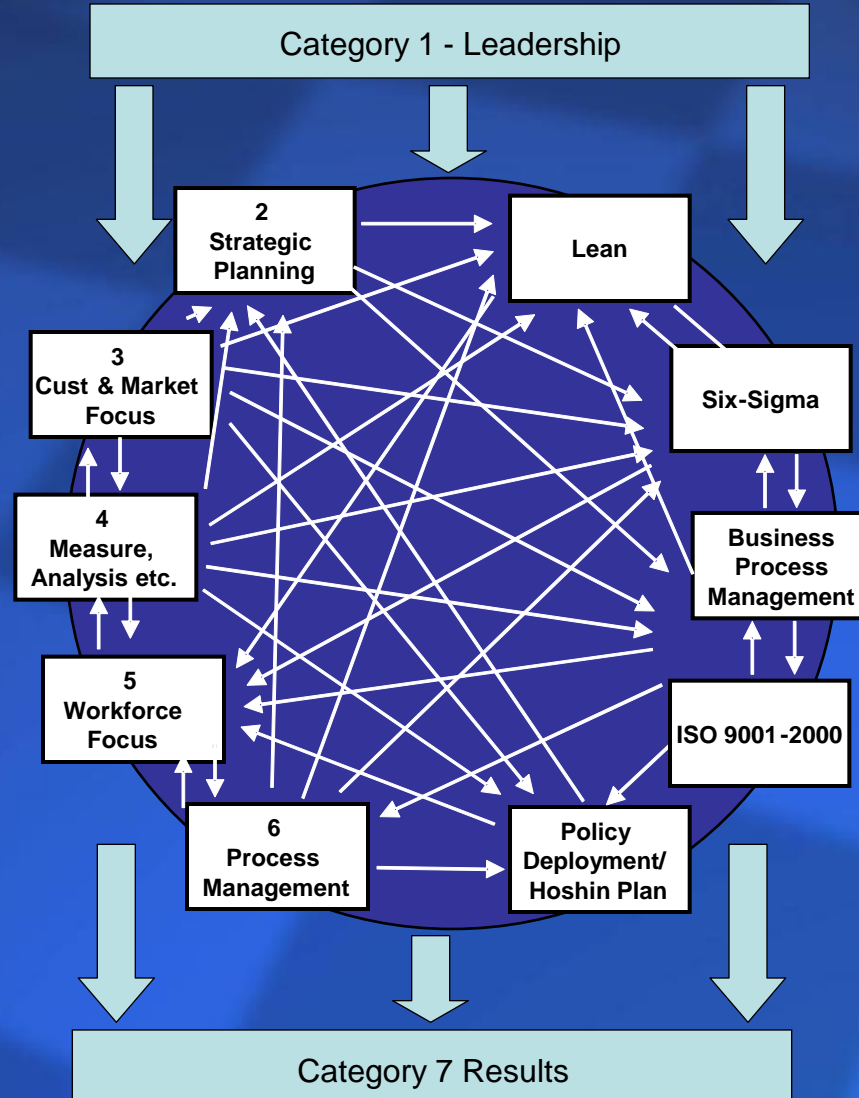 Category 1 - Leadership
2
Strategic
Planning
Lean
3
Cust & Market
Focus
Six-Sigma
4
Measure,
Analysis etc.
Business
Process
Management
5
Workforce
Focus
ISO 9001-2000
6
Process
Management
Policy
Deployment/
Hoshin Plan
Category 7 Results